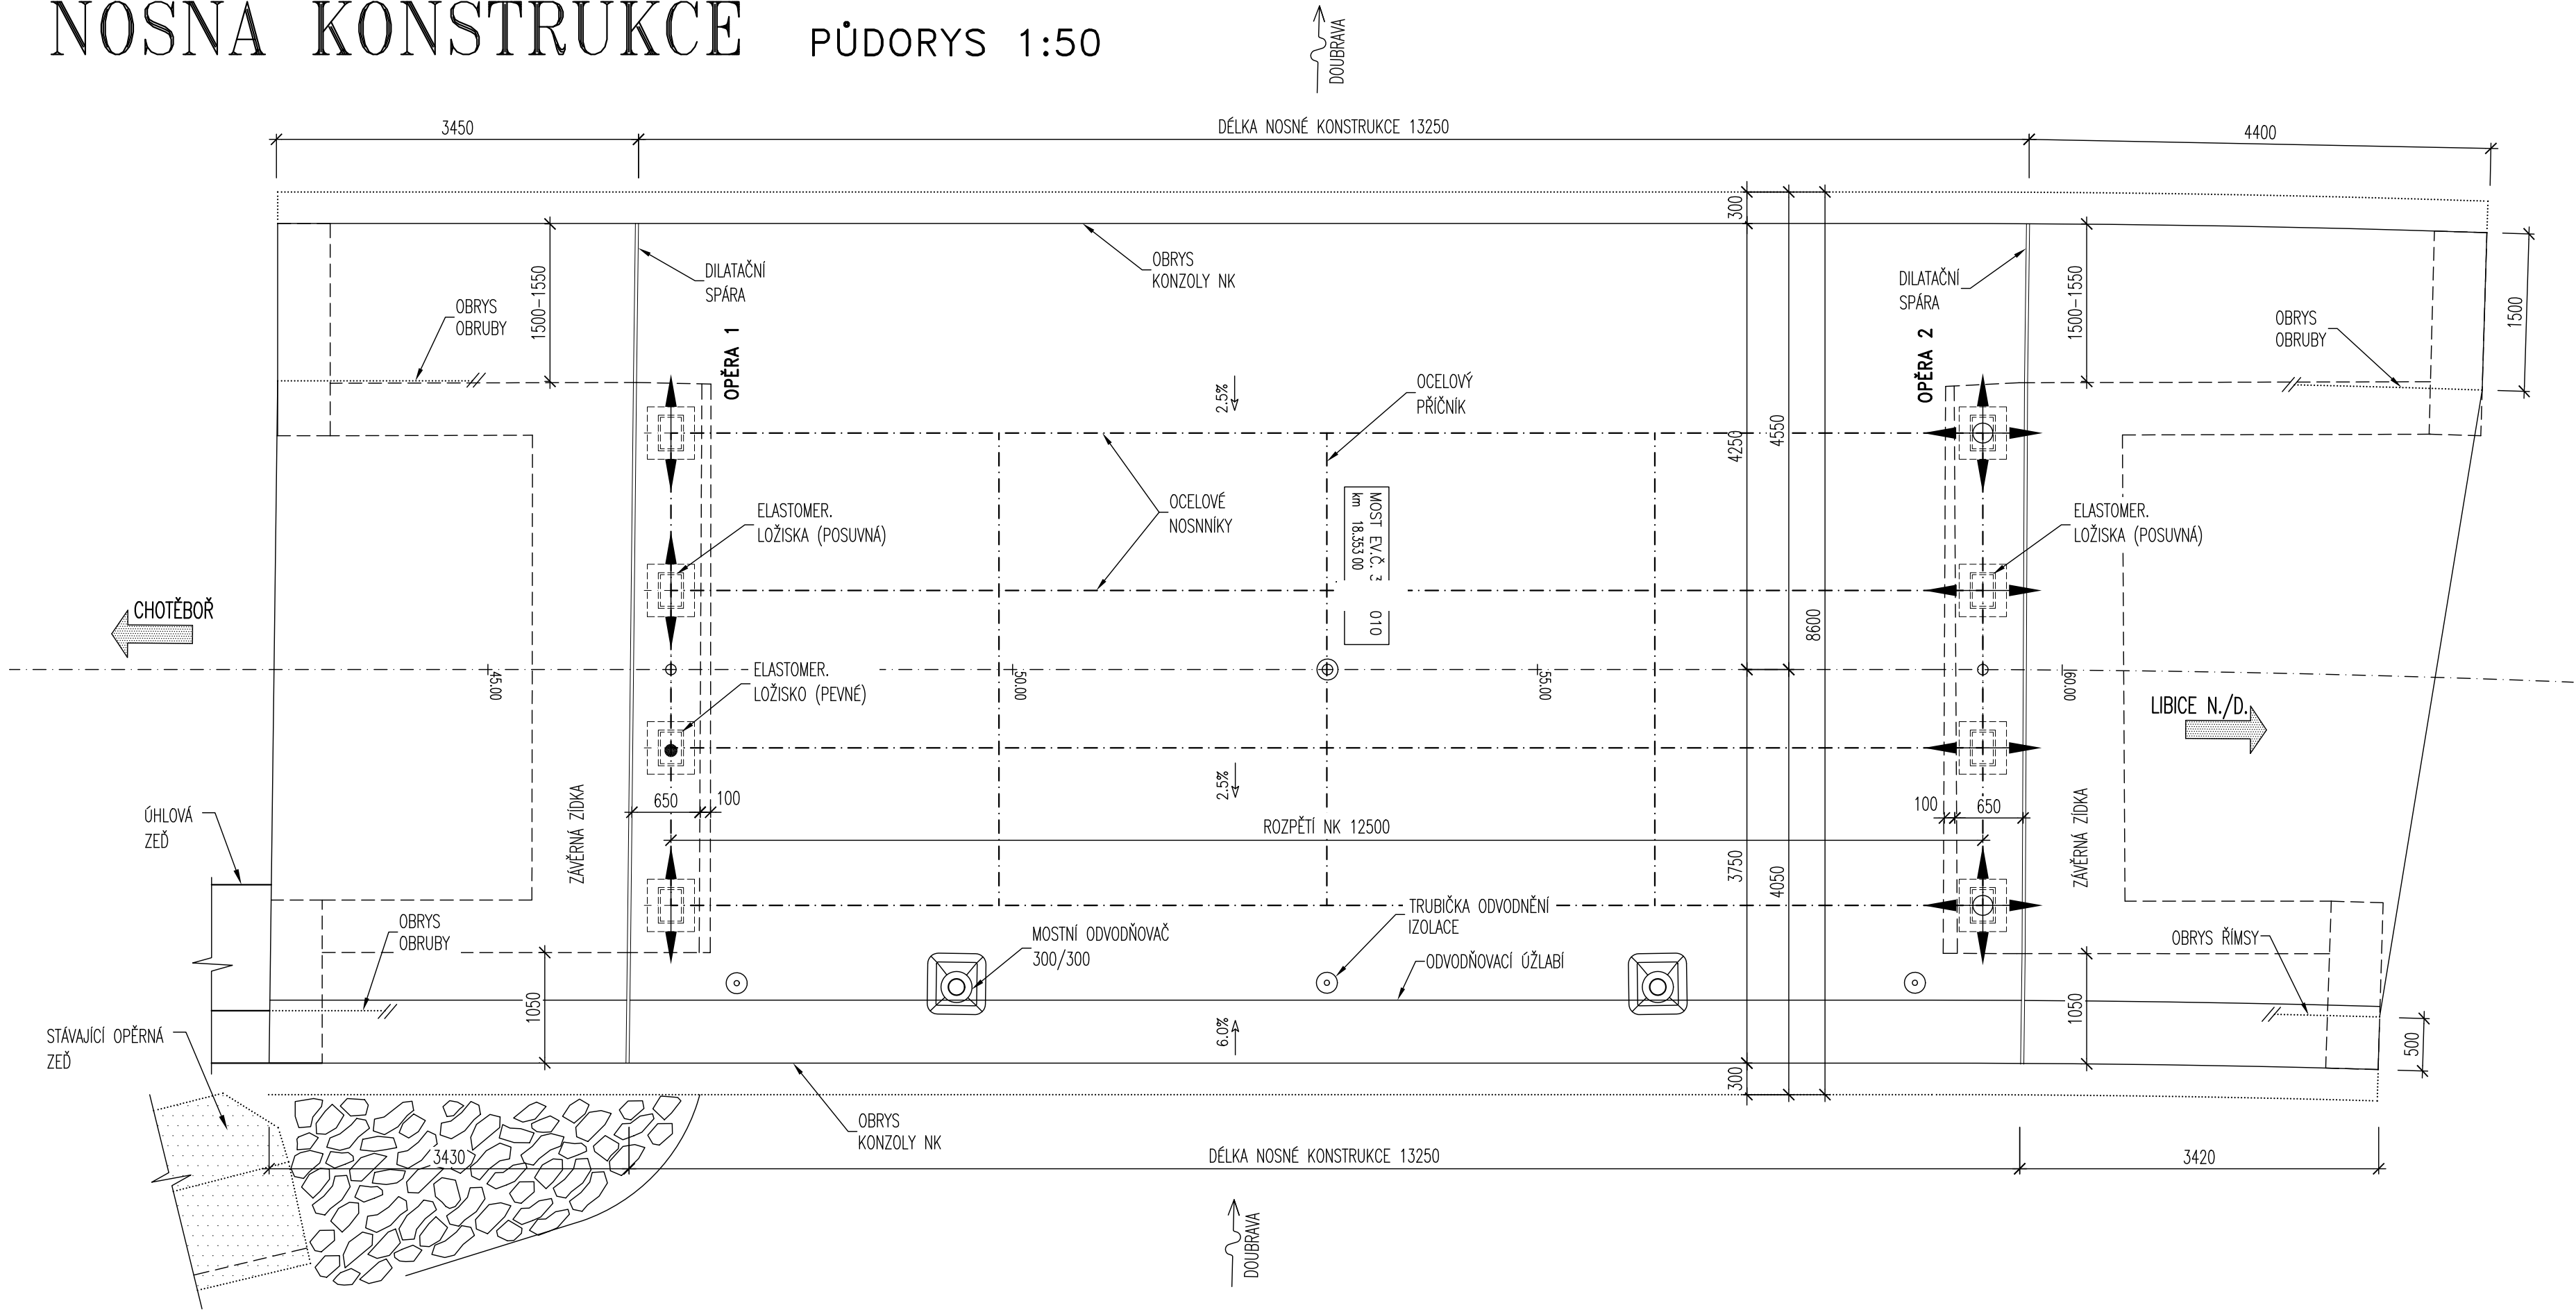 NOSNÁ KONSTRUKCE PŮDORYS 1:50
DOUBRAVA
3450
DÉLKA NOSNÉ KONSTRUKCE 13250
4400
300
DILATAČNÍ
SPÁRA
OBRYS
KONZOLY NK
DILATAČNÍ
SPÁRA
1500-1550
1500-1550
1500
OBRYS
OBRUBY
OBRYS
OBRUBY
OPĚRA 1
OPĚRA 2
2.5%
OCELOVÝ
PŘÍČNÍK
4250
4550
ELASTOMER.
LOŽISKA (POSUVNÁ)
OCELOVÉ
NOSNNÍKY
MOST EV.Č. 3 010
km 18.353 00
ELASTOMER.
LOŽISKA (POSUVNÁ)
8600
CHOTĚBOŘ
ELASTOMER.
LOŽISKO (PEVNÉ)
45.00
50.00
55.00
60.00
LIBICE N./D.
2.5%
650
100
100
650
ÚHLOVÁ
ZEĎ
ZÁVĚRNÁ ZÍDKA
ROZPĚTÍ NK 12500
ZÁVĚRNÁ ZÍDKA
3750
4050
OBRYS
OBRUBY
MOSTNÍ ODVODŇOVAČ
300/300
TRUBIČKA ODVODNĚNÍ
IZOLACE
ODVODŇOVACÍ ÚŽLABÍ
OBRYS ŘÍMSY
1050
1050
STÁVAJÍCÍ OPĚRNÁ
ZEĎ
6.0%
500
300
OBRYS
KONZOLY NK
3430
DÉLKA NOSNÉ KONSTRUKCE 13250
3420
DOUBRAVA